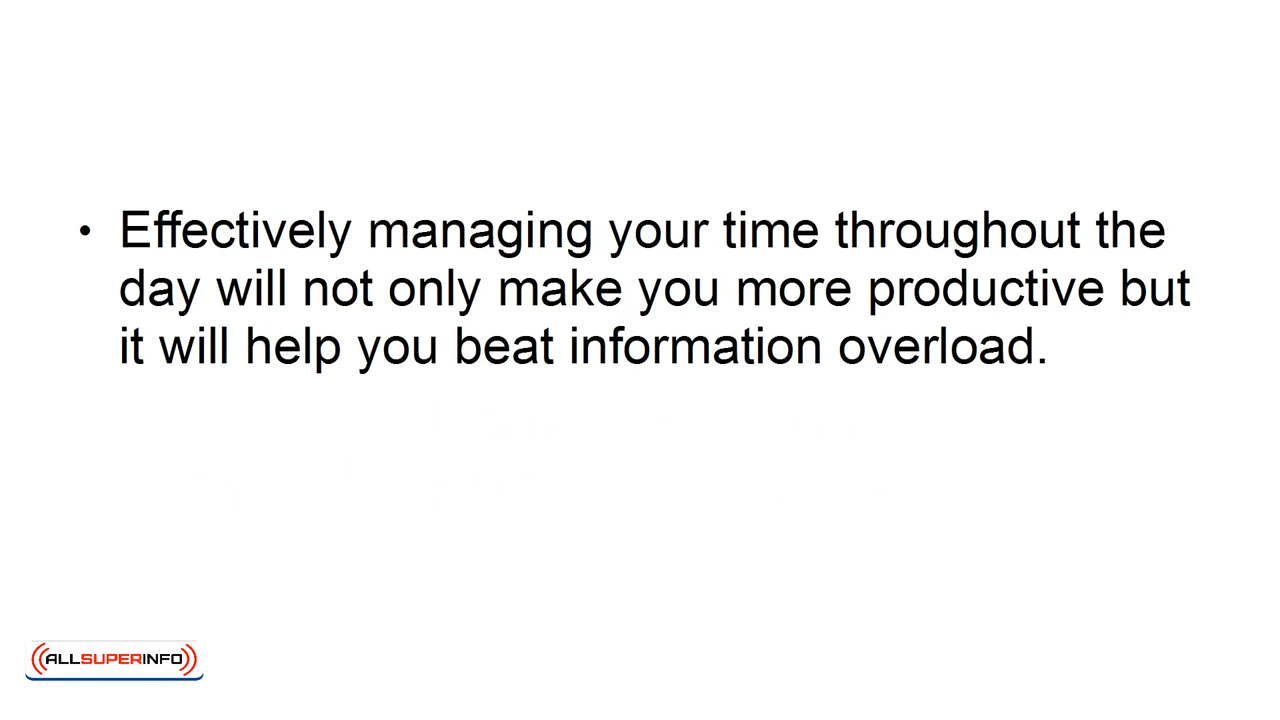 • Effectively managing your time throughout the
day will not only make you more productive but
it will help you beat information overload.
ALLSUPERINFO